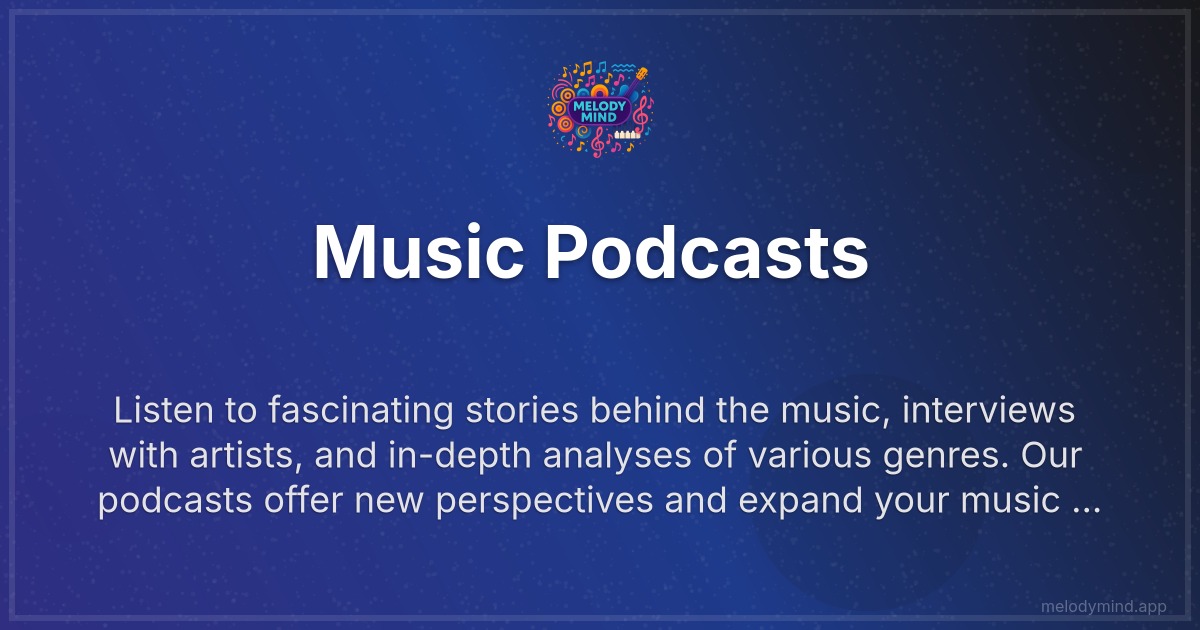 MELODY
MIND
Music Podcasts
Listen to fascinating stories behind the music, interviews
with artists, and in-depth analyses of various genres. Our
podcasts offer new perspectives and expand your music ...
melodymind.app